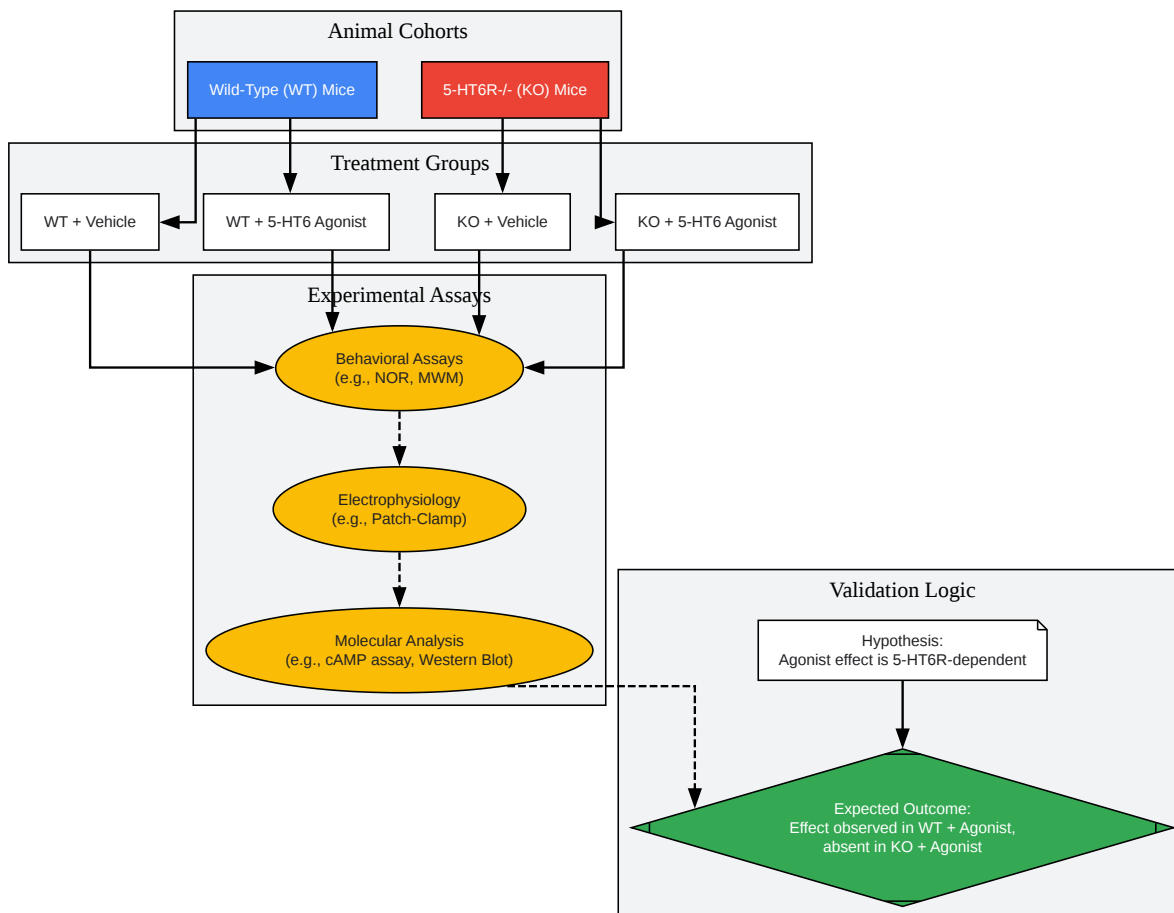 Animal Cohorts
Wild-Type (WT) Mice
5-HT6R-/- (KO) Mice
Treatment Groups
WT + Vehicle
WT + 5-HT6 Agonist
KO + Vehicle
KO + 5-HT6 Agonist
Experimental Assays
Behavioral Assays
(e.g., NOR, MWM)
Electrophysiology
(e.g., Patch-Clamp)
Molecular Analysis
(e.g., cAMP assay, Western Blot)
Validation Logic
Hypothesis:
Agonist effect is 5-HT6R-dependent
Expected Outcome:
Effect observed in WT + Agonist,
absent in KO + Agonist